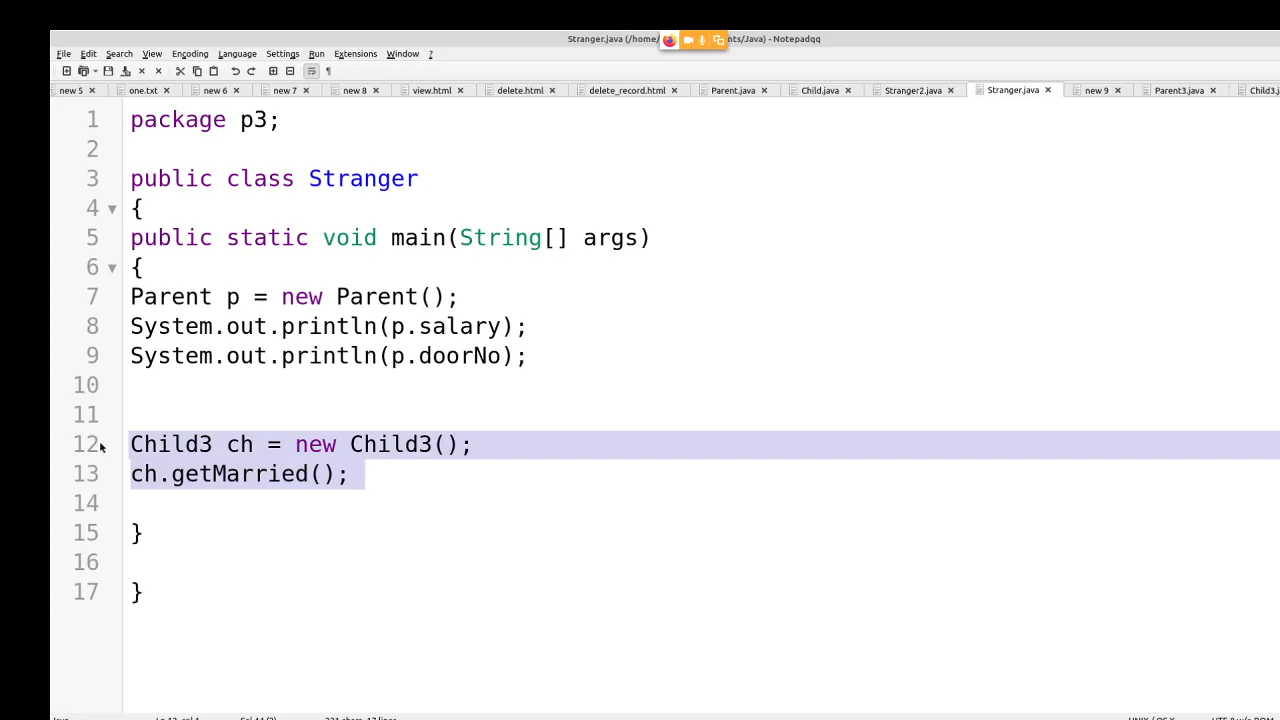 Stranger.java (/home/ nts/Java) - Notepadqq
File Edit Search View Encoding Language Settings Run Extensions Window ?
new 5 one.txt new 6 new 7 new 8 view.html delete.html delete_record.html Parent.java Child.java Stranger2.java Stranger.java new 9 Parent3.java Child3.j
1 package p3;
2
3 public class Stranger
4 {
5 public static void main(String[] args)
6 {
7 Parent p = new Parent();
8 System.out.println(p.salary);
9 System.out.println(p.doorNo);
10
11
12 Child3 ch = new Child3();
13 ch.getMarried();
14
15 }
16
17 }